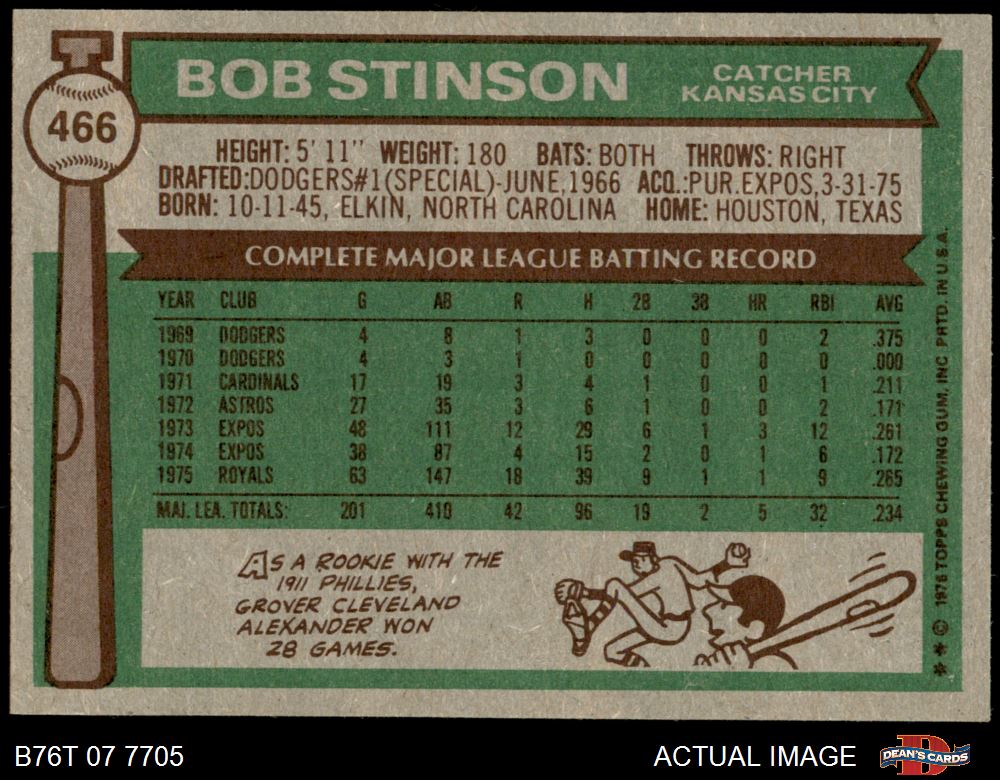 BOB STINSON
CATCHER
KANSAS CITY
466
HEIGHT: 5' 11" WEIGHT: 180 BATS: BOTH THROWS: RIGHT
DRAFTED:DODGERS#1(SPECIAL)-JUNE,1966 ACQ.:PUR.EXPOS,3-31-75
BORN: 10-11-45, ELKIN, NORTH CAROLINA HOME: HOUSTON, TEXAS
COMPLETE MAJOR LEAGUE BATTING RECORD
YEAR CLUB G AB R H 2B 3B HR RBI AVG
1969 DODGERS 4 8 1 3 0 0 0 2 .375
1970 DODGERS 4 3 1 0 0 0 0 0 .000
1971 CARDINALS 17 19 3 4 1 0 0 1 .211
1972 ASTROS 27 35 3 6 1 0 0 2 .171
1973 EXPOS 48 111 12 29 6 1 3 12 .261
1974 EXPOS 38 87 4 15 2 0 1 6 .172
1975 ROYALS 63 147 18 39 9 1 1 9 .265
MAJ. LEA. TOTALS: 201 410 42 96 19 2 5 32 .234
AS A ROOKIE WITH THE
1911 PHILLIES,
GROVER CLEVELAND
ALEXANDER WON
28 GAMES.
** © 1976 TOPPS CHEWING GUM, INC. PRTD. IN U.S.A.
B76T 07 7705
ACTUAL IMAGE
D
DEAN'S CARDS